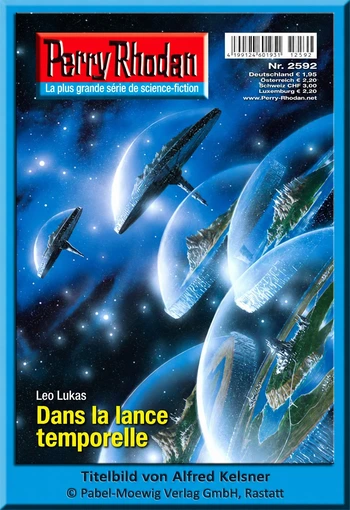 Perry Rhodan
La plus grande série de science-fiction
4199124601951 02592
Nr. 2592
Deutschland € 1,95
Österreich € 2,20
Schweiz CHF 3,00
Luxemburg € 2,20
www.Perry-Rhodan.net
Leo Lukas
Dans la lance
temporelle
Titelbild von Alfred Kelsner
© Pabel-Moewig Verlag GmbH, Rastatt